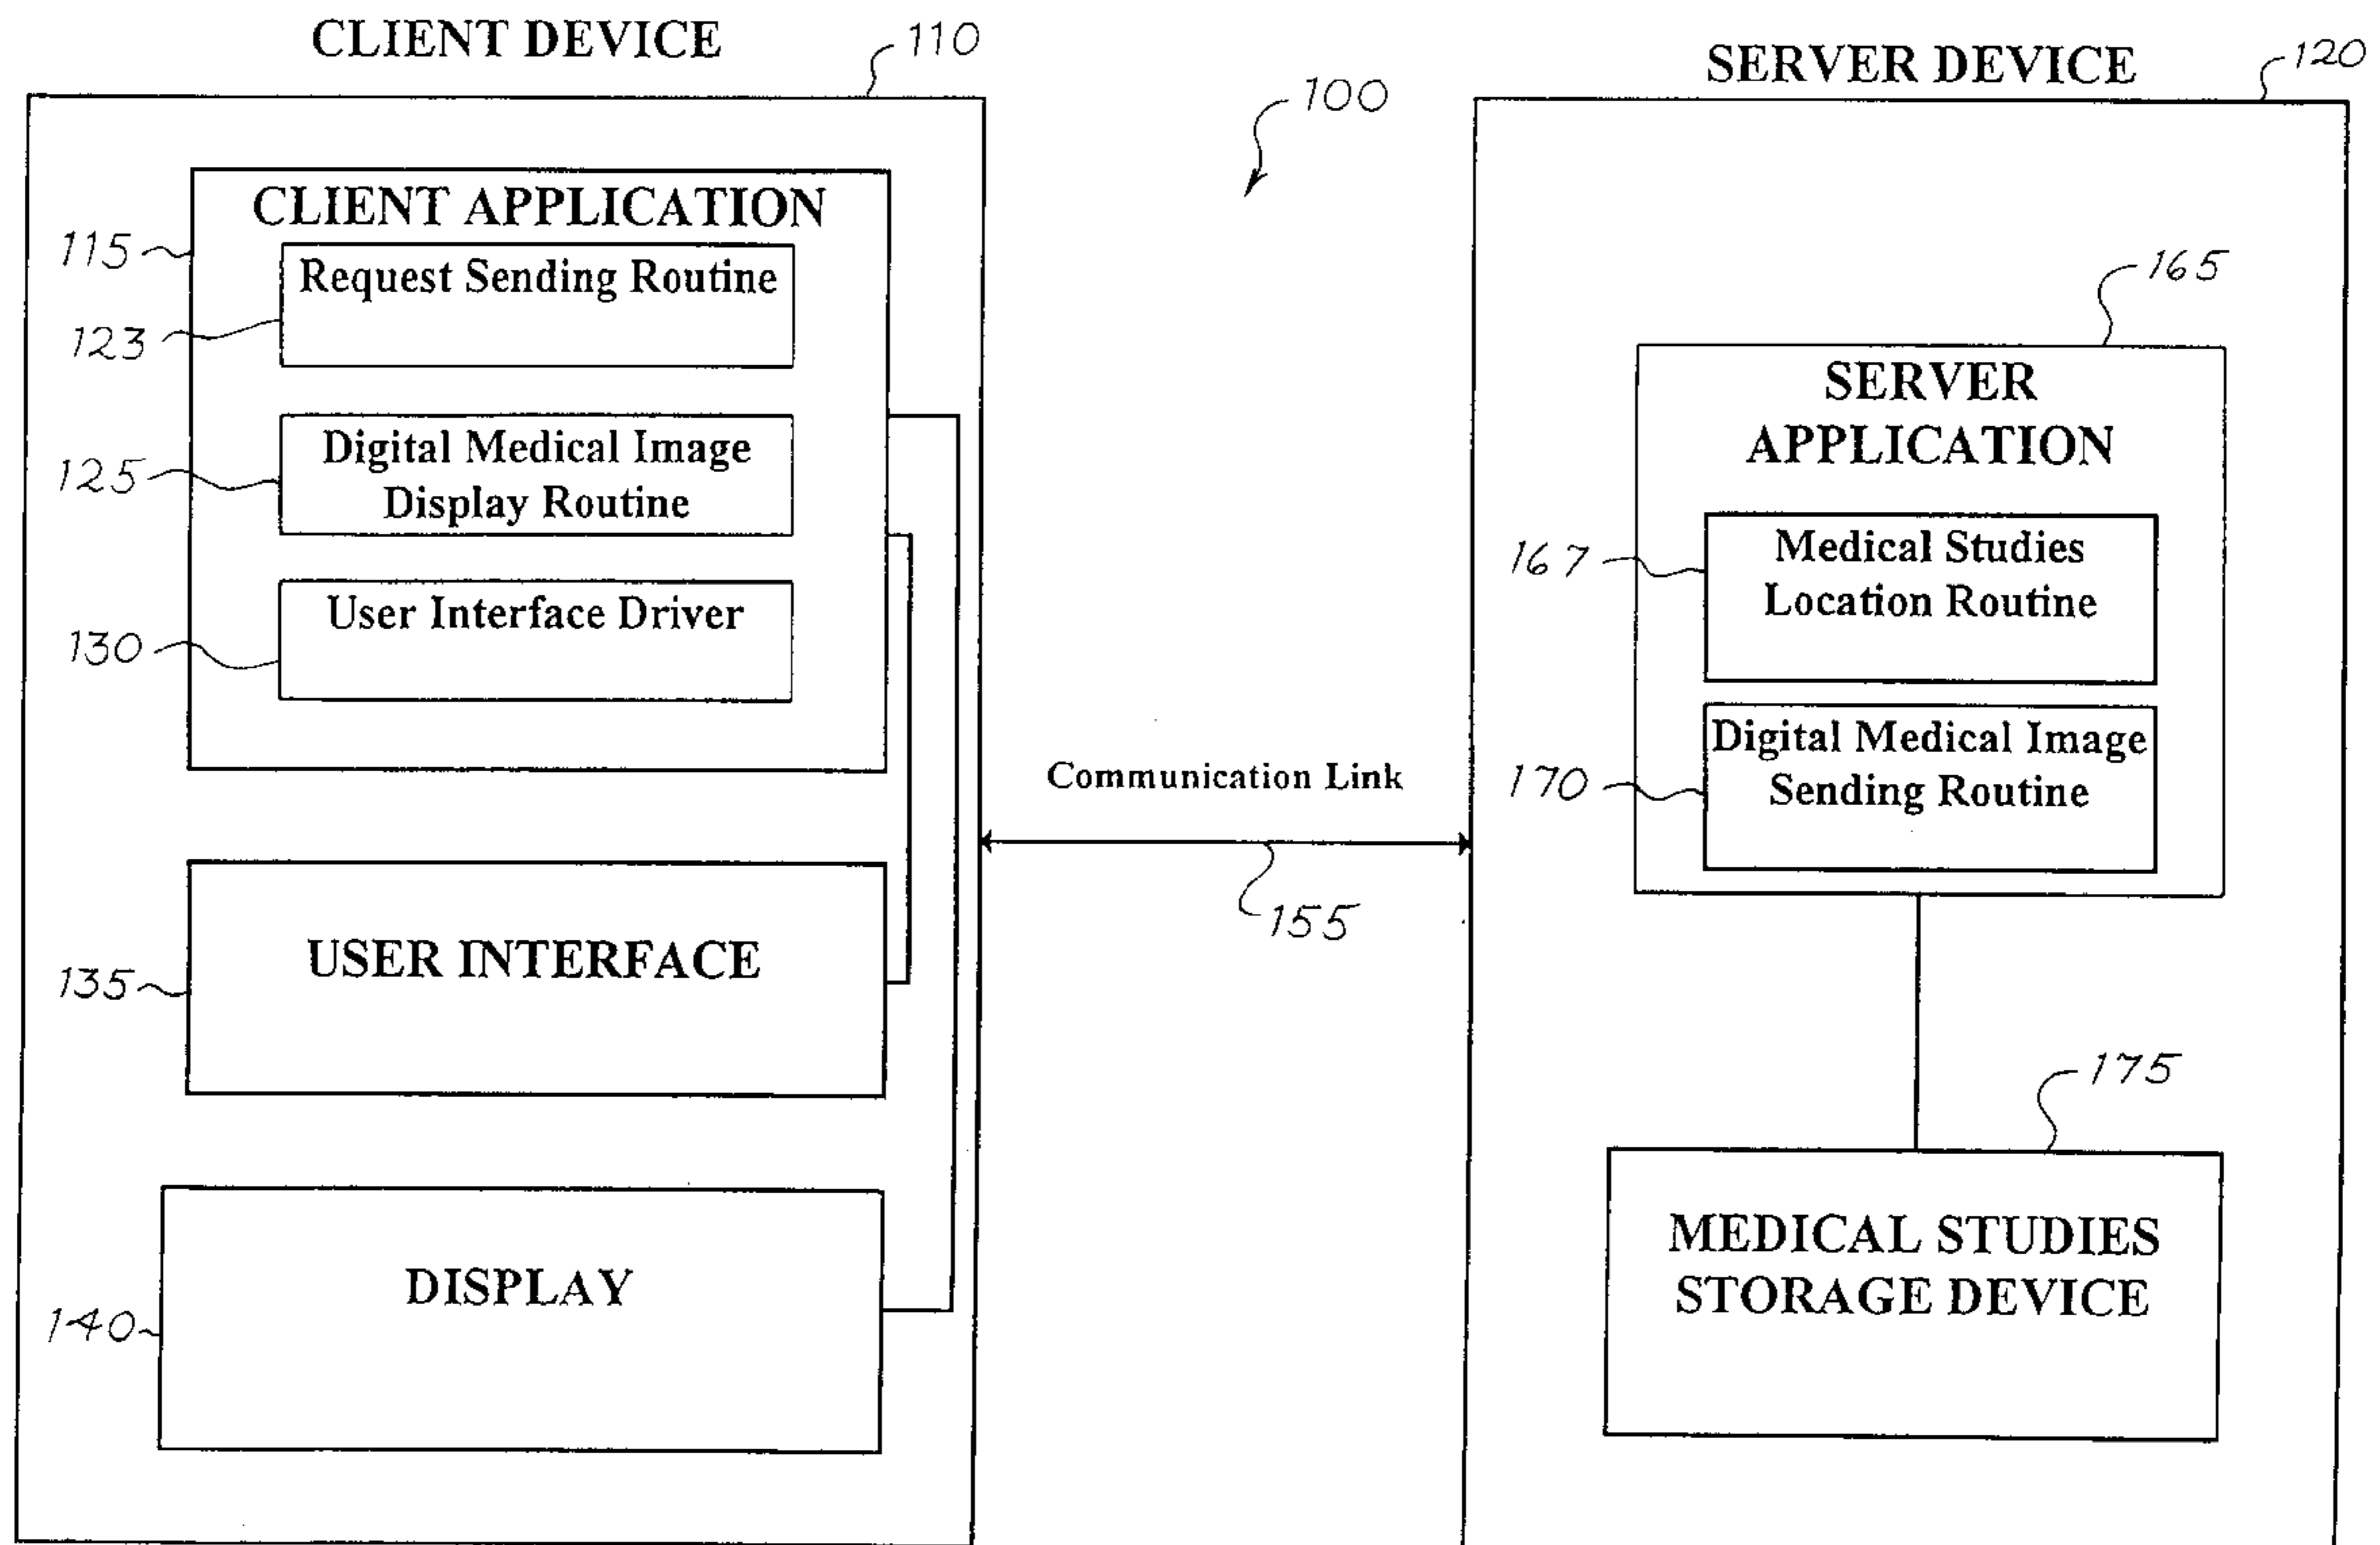 CLIENT DEVICE
110
100
SERVER DEVICE
120
CLIENT APPLICATION
115
Request Sending Routine
123
Digital Medical Image
Display Routine
125
User Interface Driver
130
USER INTERFACE
135
DISPLAY
140
Communication Link
155
165
SERVER
APPLICATION
Medical Studies
Location Routine
167
Digital Medical Image
Sending Routine
170
175
MEDICAL STUDIES
STORAGE DEVICE